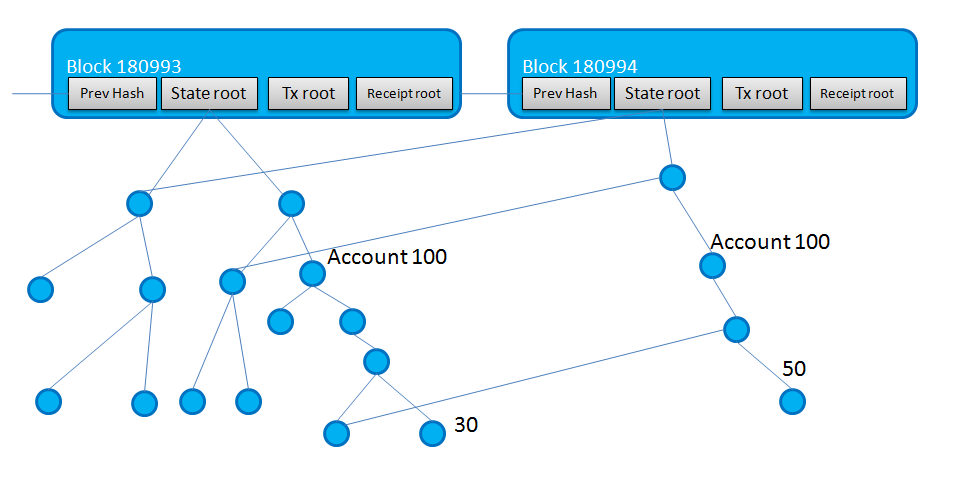 Block 180993
Prev Hash
State root
Tx root
Receipt root
Block 180994
Prev Hash
State root
Tx root
Receipt root
Account 100
Account 100
50
30